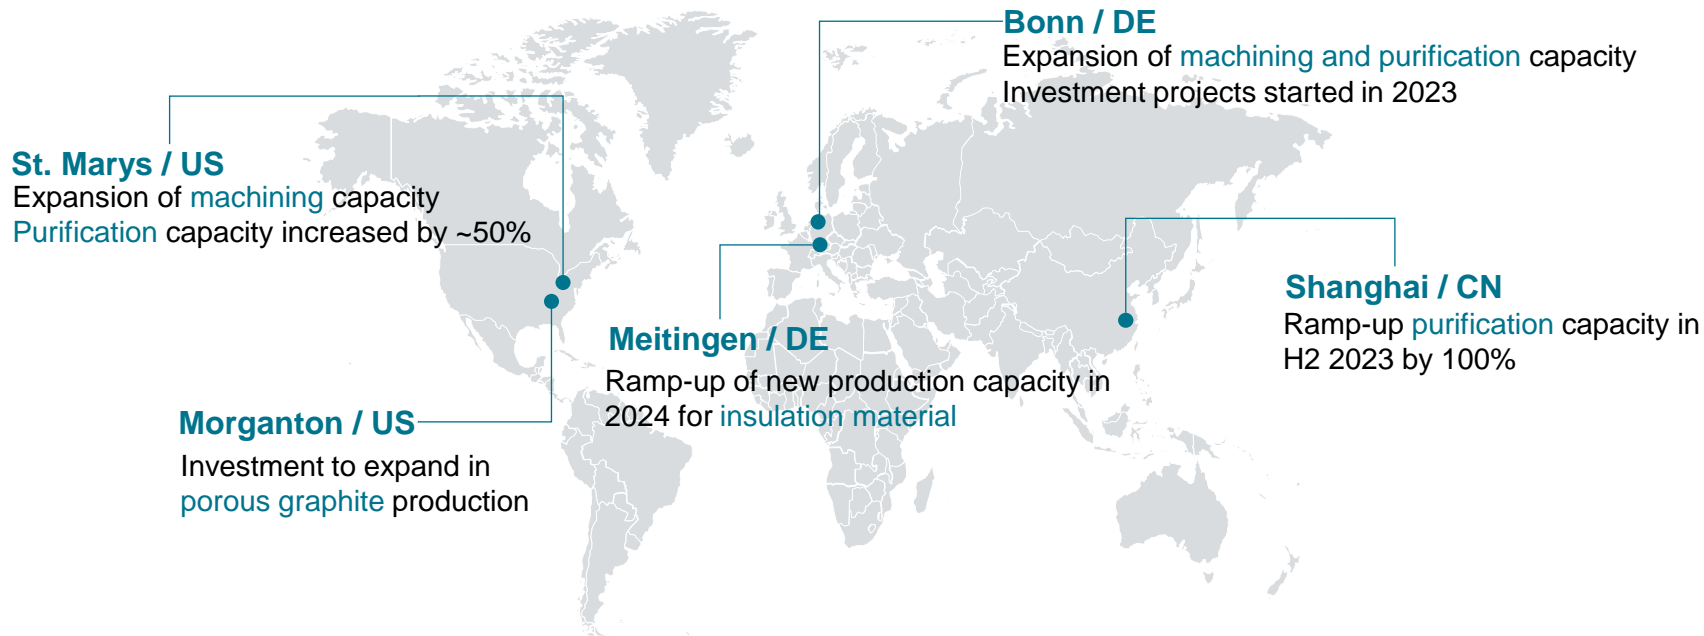 Bonn / DE
Expansion of machining and purification capacity
Investment projects started in 2023
St. Marys / US
Expansion of machining capacity
Purification capacity increased by ~50%
Shanghai / CN
Ramp-up purification capacity in
H2 2023 by 100%
Meitingen / DE
Ramp-up of new production capacity in
2024 for insulation material
Morganton / US
Investment to expand in
porous graphite production